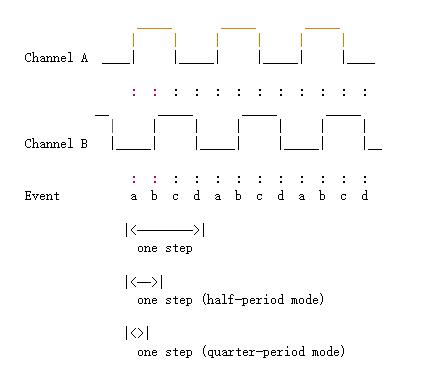 Channel A
: : : : : : : : : : : :
Channel B
: : : : : : : : : : : :
Event a b c d a b c d a b c d
|<——————>|
one step
|<——>|
one step (half-period mode)
|<>|
one step (quarter-period mode)